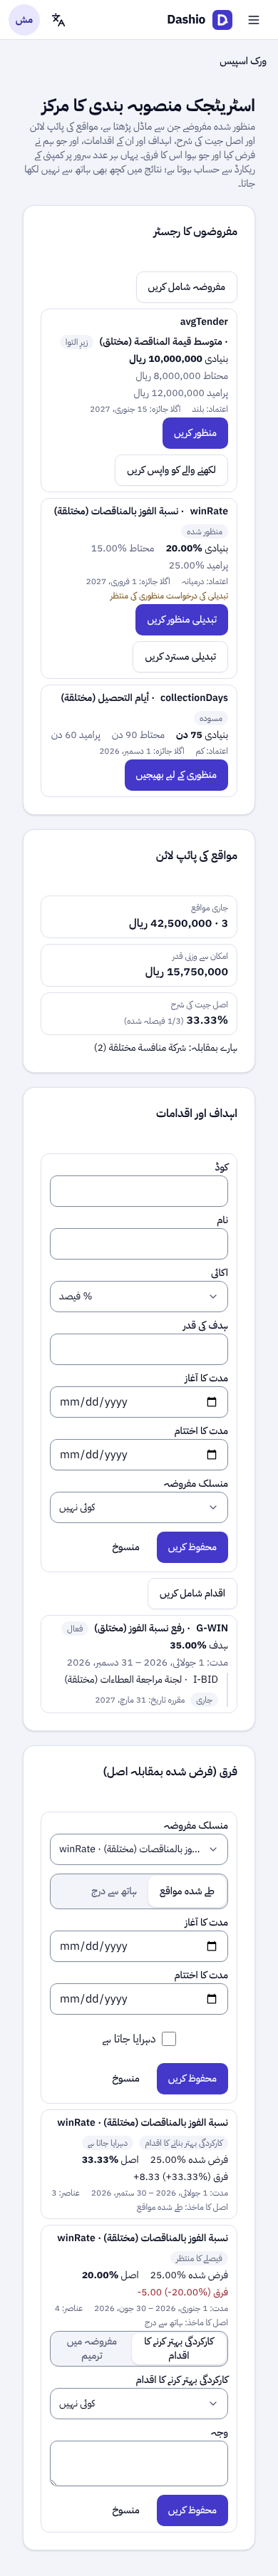 Dashio
مش
ورک اسپیس
اسٹریٹجک منصوبہ بندی کا مرکز
منظور شدہ مفروضے جن سے ماڈل پڑھتا ہے، مواقع کی پائپ لائن
اور اصل جیت کی شرح، اہداف اور ان کے اقدامات، اور جو ہم نے
فرض کیا اور جو ہوا اس کا فرق۔ یہاں ہر عدد سرور پر کمپنی کے
ریکارڈ سے حساب ہوتا ہے؛ نتائج میں کچھ بھی ہاتھ سے نہیں لکھا
جاتا۔
مفروضوں کا رجسٹر
مفروضہ شامل کریں
avgTender
· متوسط قيمة المناقصة (مختلق) زیرِ التوا
بنیادی 10,000,000 ریال
محتاط 8,000,000 ریال
پرامید 12,000,000 ریال
اعتماد: بلند اگلا جائزہ: 15 جنوری، 2027
منظور کریں
لکھنے والے کو واپس کریں
winRate · نسبة الفوز بالمناقصات (مختلقة)
منظور شدہ
بنیادی 20.00% محتاط 15.00%
پرامید 25.00%
اعتماد: درمیانہ اگلا جائزہ: 1 فروری، 2027
تبدیلی کی درخواست منظوری کی منتظر
تبدیلی منظور کریں
تبدیلی مسترد کریں
collectionDays · أيام التحصيل (مختلقة)
مسودہ
بنیادی 75 دن محتاط 90 دن پرامید 60 دن
اعتماد: کم اگلا جائزہ: 1 دسمبر، 2026
منظوری کے لیے بھیجیں
مواقع کی پائپ لائن
جاری مواقع
3 · 42,500,000 ریال
امکان سے وزنی قدر
15,750,000 ریال
اصل جیت کی شرح
33.33% (1/3 فیصلہ شدہ)
ہارے بمقابلہ: شركة منافسة مختلقة (2)
اہداف اور اقدامات
کوڈ
نام
اکائی
% فیصد
ہدف کی قدر
مدت کا آغاز
mm/dd/yyyy
مدت کا اختتام
mm/dd/yyyy
منسلک مفروضہ
کوئی نہیں
محفوظ کریں منسوخ
اقدام شامل کریں
G-WIN · رفع نسبة الفوز (مختلق) فعال
ہدف 35.00%
مدت: 1 جولائی، 2026 – 31 دسمبر، 2026
I-BID · لجنة مراجعة العطاءات (مختلقة)
جاری مقررہ تاریخ: 31 مارچ، 2027
فرق (فرض شدہ بمقابلہ اصل)
منسلک مفروضہ
winRate · وز بالمناقصات (مختلقة)...
طے شدہ مواقع ہاتھ سے درج
مدت کا آغاز
mm/dd/yyyy
مدت کا اختتام
mm/dd/yyyy
دہرایا جاتا ہے
محفوظ کریں منسوخ
winRate · نسبة الفوز بالمناقصات (مختلقة)
کارکردگی بہتر بنانے کا اقدام دہرایا جاتا ہے
فرض شدہ 25.00% اصل 33.33%
فرق +8.33 (+33.33%)
مدت: 1 جولائی، 2026 – 30 ستمبر، 2026 عناصر: 3
اصل کا ماخذ: طے شدہ مواقع
winRate · نسبة الفوز بالمناقصات (مختلقة)
فیصلے کا منتظر
فرض شدہ 25.00% اصل 20.00%
فرق -5.00 (-20.00%)
مدت: 1 جنوری، 2026 – 30 جون، 2026 عناصر: 4
اصل کا ماخذ: ہاتھ سے درج
کارکردگی بہتر کرنے کا اقدام مفروضہ میں ترمیم
کارکردگی بہتر کرنے کا اقدام
کوئی نہیں
وجہ
محفوظ کریں منسوخ